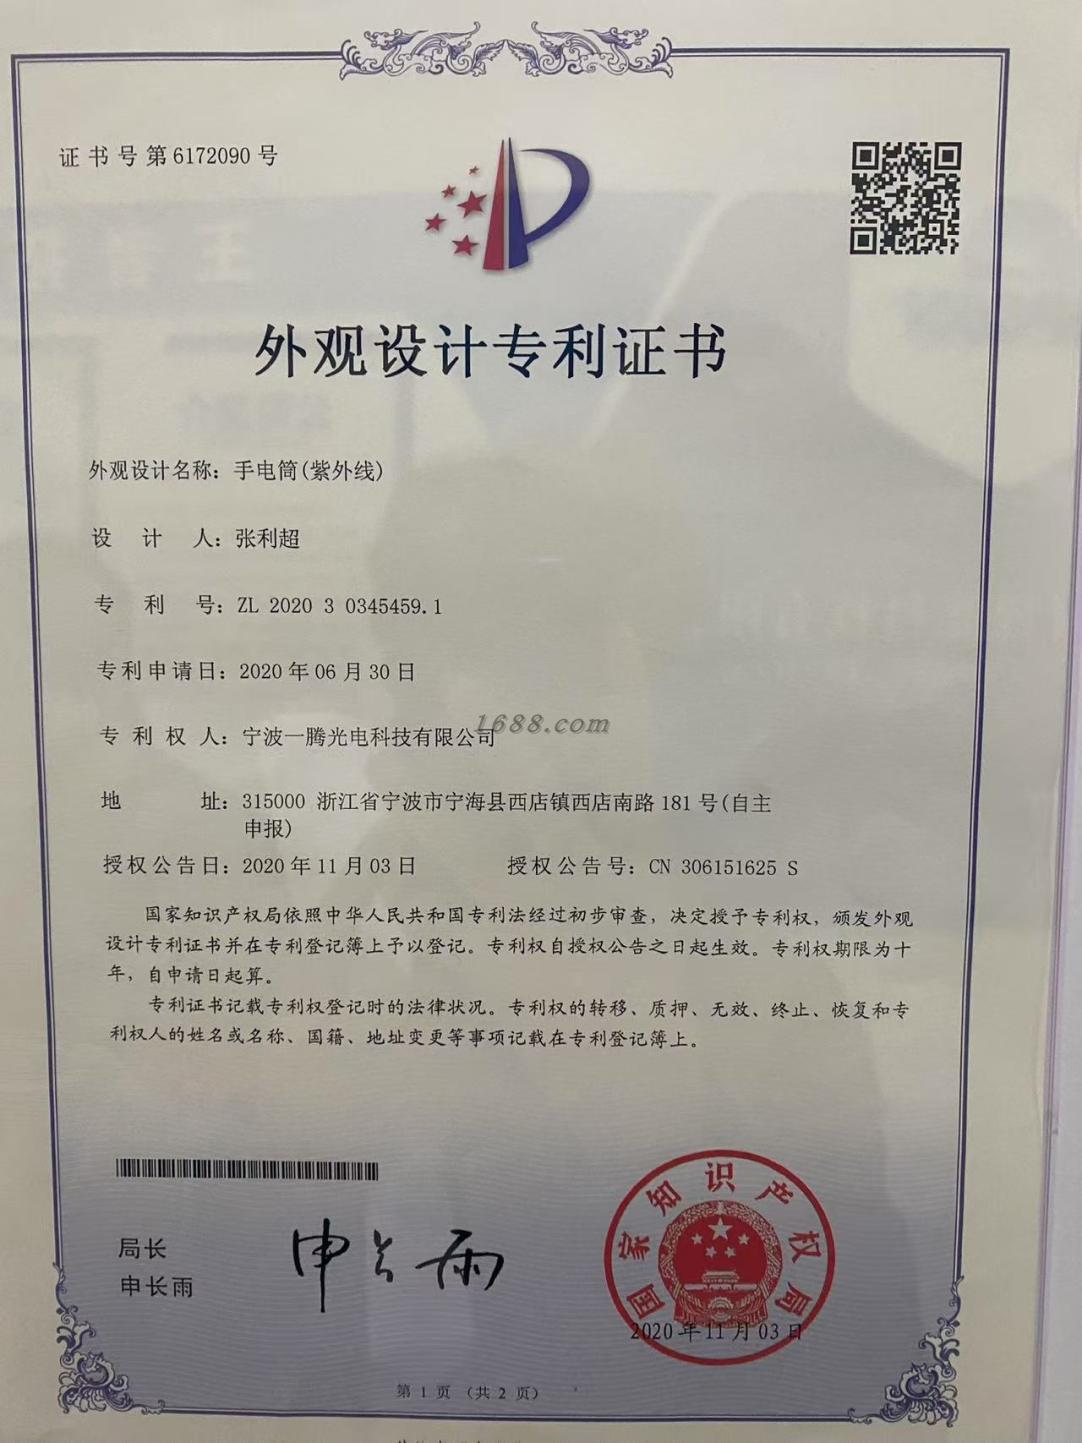 证书号第6172090号
外观设计专利证书
外观设计名称：手电筒(紫外线)
设计人：张利超
专利号：ZL 2020 3 0345459.1
专利申请日：2020年06月30日
1688.com
专利权人：宁波一腾光电科技有限公司
地址：315000 浙江省宁波市宁海县西店镇西店南路181号(自主
申报)
授权公告日：2020年11月03日 授权公告号：CN 306151625 S
国家知识产权局依照中华人民共和国专利法经过初步审查，决定授予专利权，颁发外观
设计专利证书并在专利登记簿上予以登记。专利权自授权公告之日起生效。专利权期限为十
年，自申请日起算。
专利证书记载专利权登记时的法律状况。专利权的转移、质押、无效、终止、恢复和专
利权人的姓名或名称、国籍、地址变更等事项记载在专利登记簿上。
局长
申长雨
申长雨
国家知识产权局
2020年11月03日
第 1 页 （共 2 页）